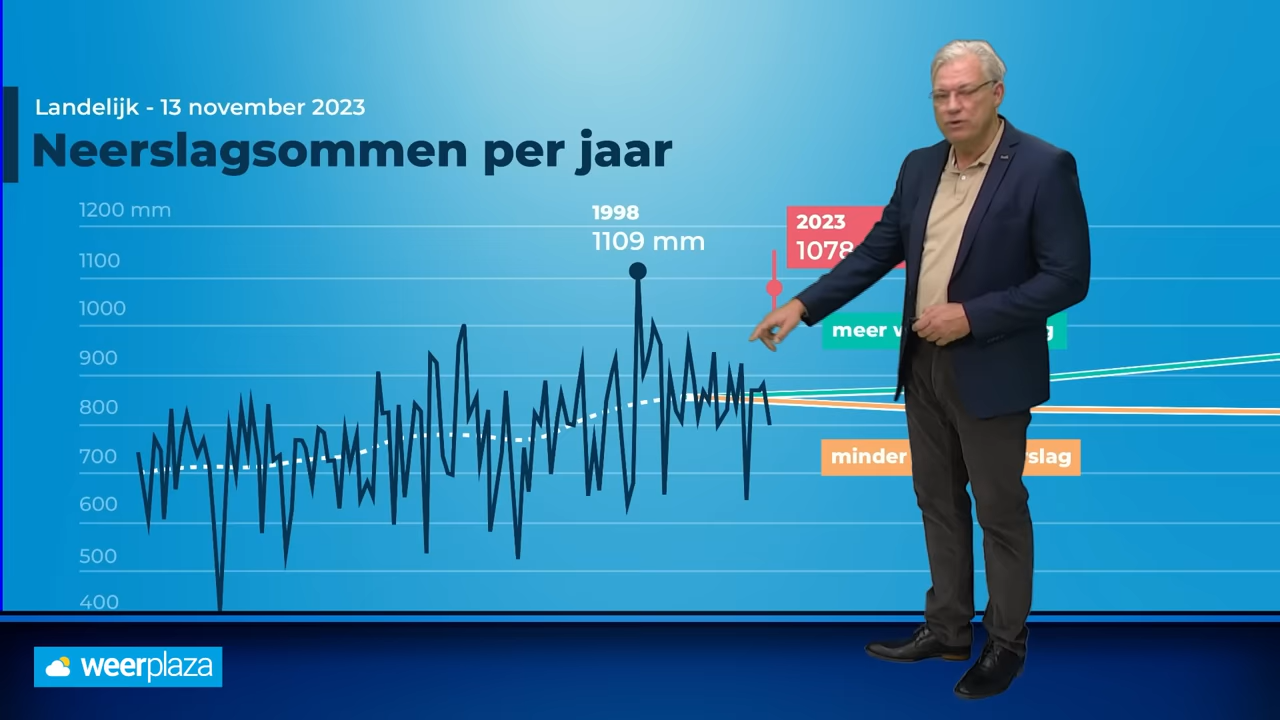 Landelijk - 13 november 2023
Neerslagsommen per jaar
1200 mm
1100
1000
900
800
700
600
500
400
1998
1109 mm
2023
1078
meer
minder
weerplaza